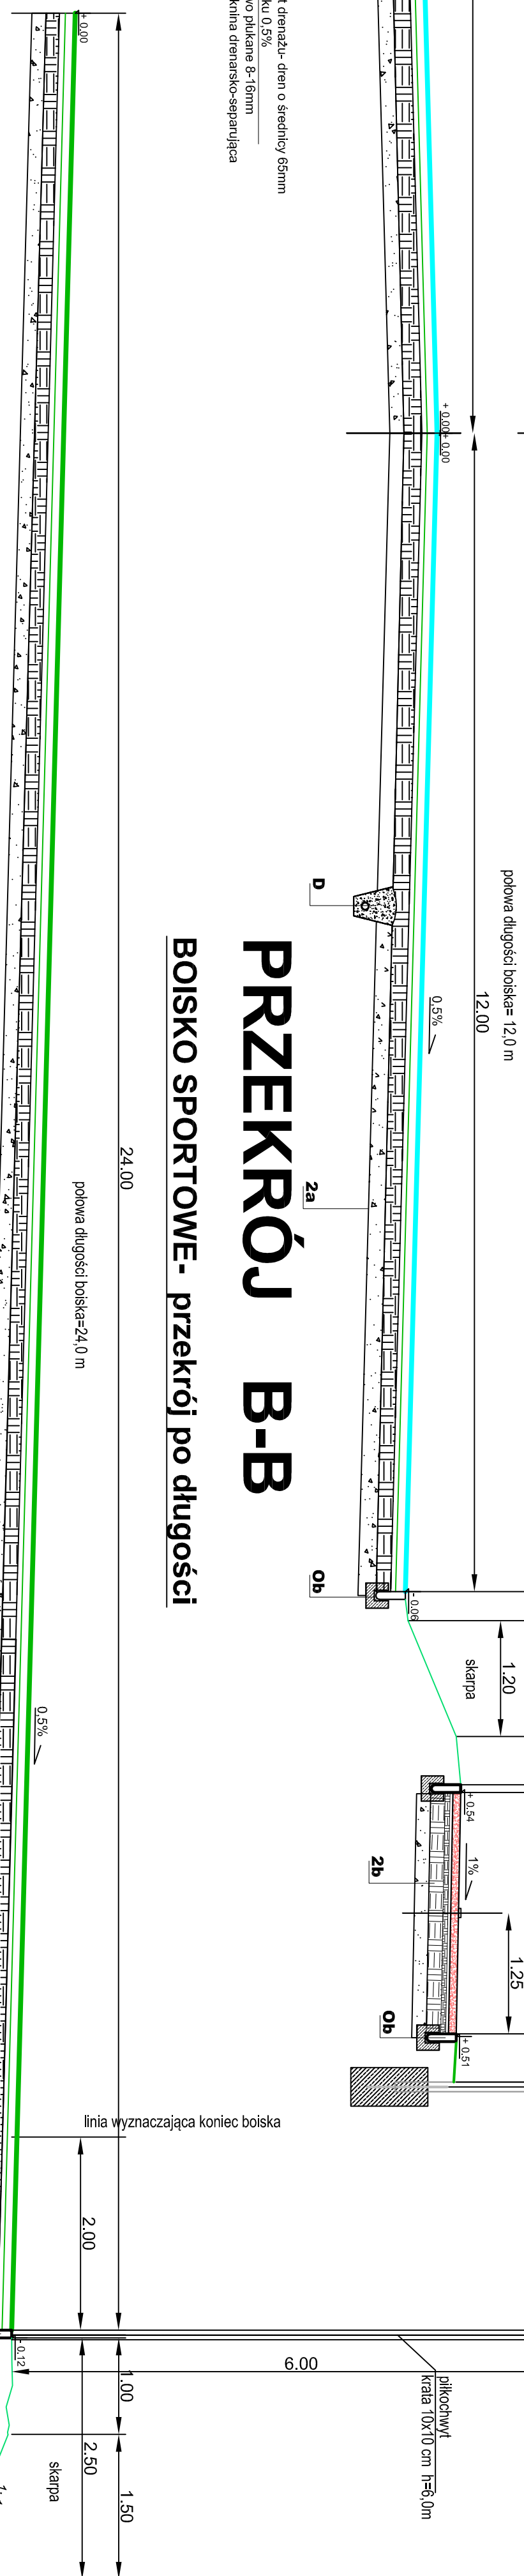 + 0.00
+ 0.00
+ 0.00
drenażu- dren o średnicy 65mm
0,5%
płukane 8-16mm
drenarsko-separująca
połowa długości boiska= 12,0 m
12.00
0,5%
D
2a
Ob
- 0.06
1.20
skarpa
+ 0.54
1%
2b
1.25
Ob
+ 0.51
PRZEKRÓJ B-B
BOISKO SPORTOWE- przekrój po długości
24.00
połowa długości boiska=24,0 m
0,5%
linia wyznaczająca koniec boiska
2.00
- 0.12
6.00
piłkochwyt
krata 10x10 cm h=6,0m
1.00
2.50
1.50
skarpa